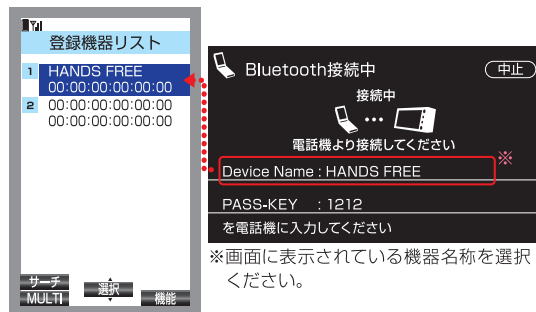 登録機器リスト
1 HANDS FREE
00:00:00:00:00:00
2 00:00:00:00:00:00
00:00:00:00:00:00
サーチ
MULTI
選択
機能
Bluetooth接続中
中止
接続中
電話機より接続してください
Device Name : HANDS FREE
※
PASS-KEY : 1212
を電話機に入力してください
※画面に表示されている機器名称を選択
ください。